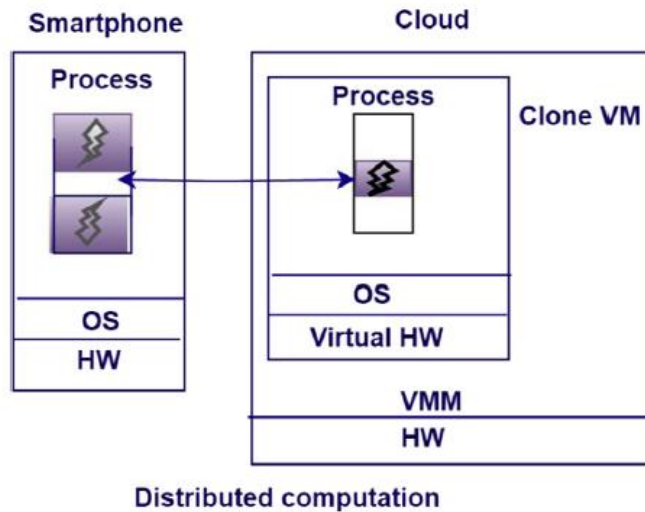 Smartphone
Process
OS
HW
Cloud
Process
Clone VM
OS
Virtual HW
VMM
HW
Distributed computation